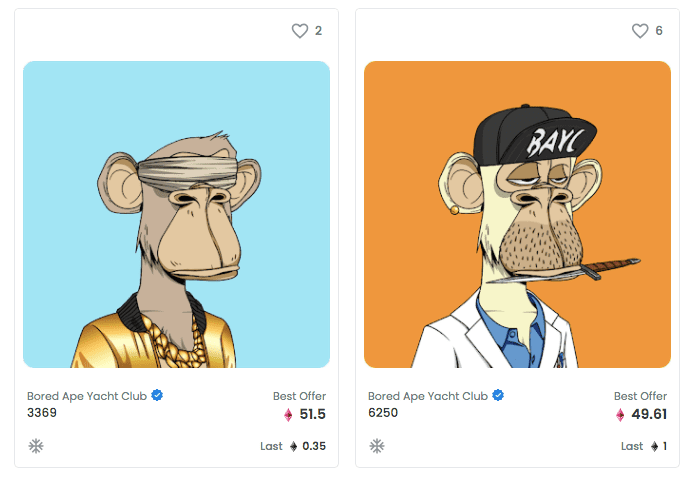 2
6
BAYC
Bored Ape Yacht Club
Best Offer
3369
51.5
Last 0.35
Bored Ape Yacht Club
Best Offer
6250
49.61
Last 1